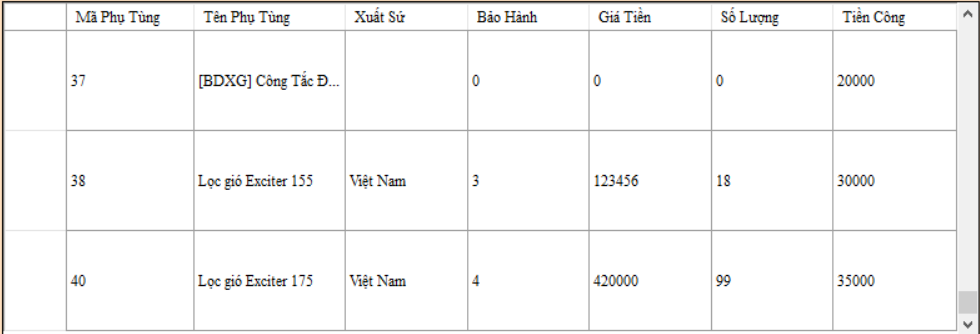 Mã Phụ Tùng Tên Phụ Tùng Xuất Sứ Bảo Hành Giá Tiền Số Lượng Tiền Công
37 [BDXG] Công Tắc Đ... 0 0 0 20000
38 Lọc gió Exciter 155 Việt Nam 3 123456 18 30000
40 Lọc gió Exciter 175 Việt Nam 4 420000 99 35000